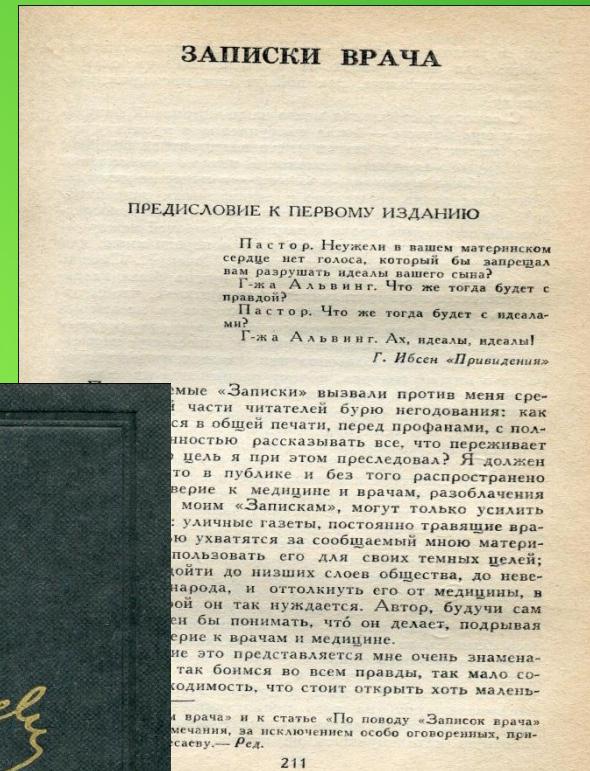 ЗАПИСКИ ВРАЧА
ПРЕДИСЛОВИЕ К ПЕРВОМУ ИЗДАНИЮ
Пастор. Неужели в вашем материнском
сердце нет голоса, который бы запрещал
вам разрушать идеалы вашего сына?
Г-жа Альвинг. Что же тогда будет с
правдой?
Пастор. Что же тогда будет с идеала-
ми?
Г-жа Альвинг. Ах, идеалы, идеалы!
Г. Ибсен «Привидения»
емые «Записки» вызвали против меня сре-
части читателей бурю негодования: как
ся в общей печати, перед профанами, с пол-
нностью рассказывать все, что переживает
цель я при этом преследовал? Я должен
то в публике и без того распространено
верие к медицине и врачам, разоблачения
моим «Запискам», могут только усилить
: уличные газеты, постоянно травящие вра-
ью ухватятся за сообщаемый мною матери-
пользовать его для своих темных целей;
дойти до низших слоев общества, до неве-
народа, и оттолкнуть его от медицины, в
рой он так нуждается. Автор, будучи сам
ен бы понимать, что́ он делает, подрывая
верие к врачам и медицине.
ие это представляется мне очень знамена-
так боимся во всем правды, так мало со-
ходимость, что стоит открыть хоть малень-
м врача» и к статье «По поводу «Записок врача»
мечания, за исключением особо оговоренных, при-
есаеву.— Ред.
211